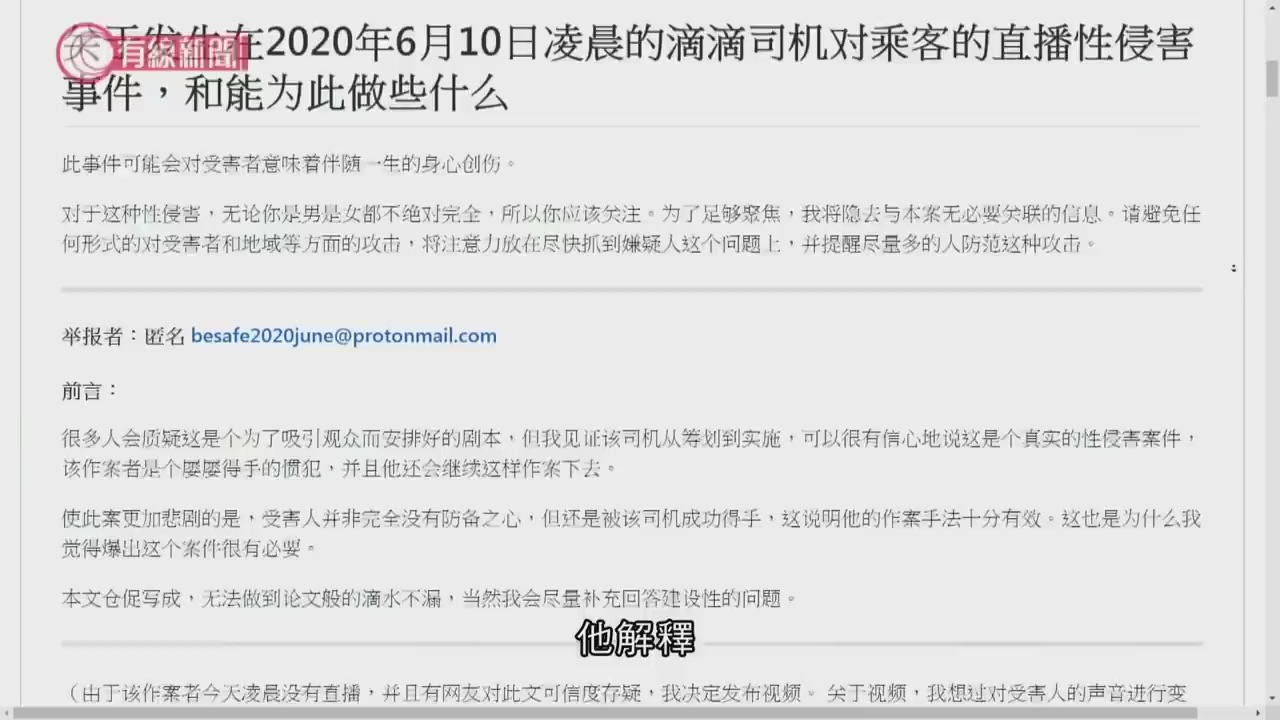 关于发生在2020年6月10日凌晨的滴滴司机对乘客的直播性侵害
有線新聞
事件，和能为此做些什么
此事件可能会对受害者意味着伴随一生的身心创伤。
对于这种性侵害，无论你是男是女都不绝对完全，所以你应该关注。为了足够聚焦，我将隐去与本案无必要关联的信息。请避免任
何形式的对受害者和地域等方面的攻击，将注意力放在尽快抓到嫌疑人这个问题上，并提醒尽量多的人防范这种攻击。
举报者：匿名 besafe2020june@protonmail.com
前言：
很多人会质疑这是个为了吸引观众而安排好的剧本，但我见证该司机从筹划到实施，可以很有信心地说这是个真实的性侵害案件，
该作案者是个屡屡得手的惯犯，并且他还会继续这样作案下去。
使此案更加悲剧的是，受害人并非完全没有防备之心，但还是被该司机成功得手，这说明他的作案手法十分有效。这也是为什么我
觉得爆出这个案件很有必要。
本文仓促写成，无法做到论文般的滴水不漏，当然我会尽量补充回答建设性的问题。
他解釋
（由于该作案者今天凌晨没有直播，并且有网友对此文可信度存疑，我决定发布视频。 关于视频，我想过对受害人的声音进行变